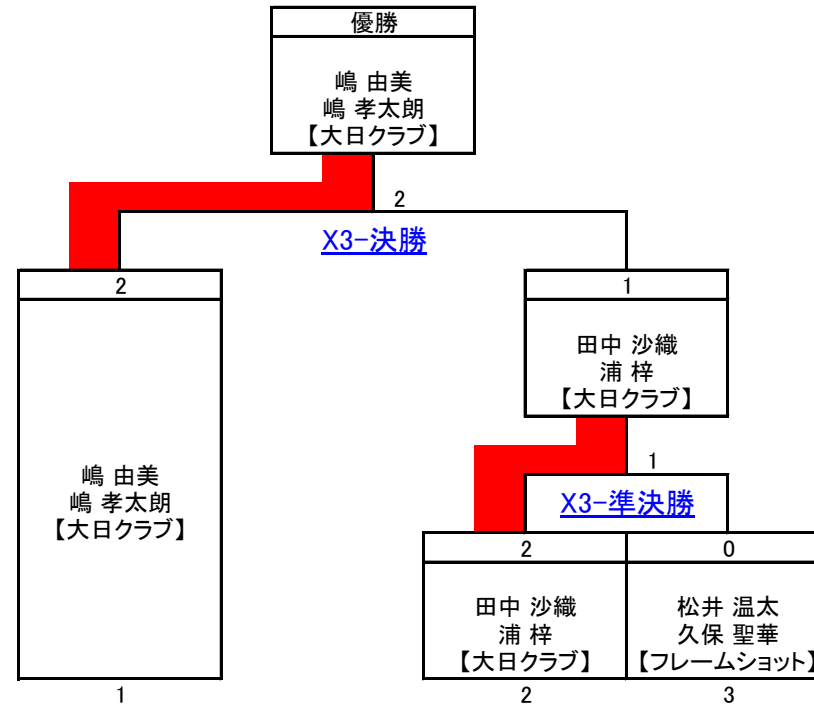 優勝
嶋 由美
嶋 孝太朗
【大日クラブ】
2
X3-決勝
2
1
田中 沙織
浦 梓
【大日クラブ】
嶋 由美
嶋 孝太朗
【大日クラブ】
1
X3-準決勝
2
0
田中 沙織
浦 梓
【大日クラブ】
松井 温太
久保 聖華
【フレームショット】
1
2
3